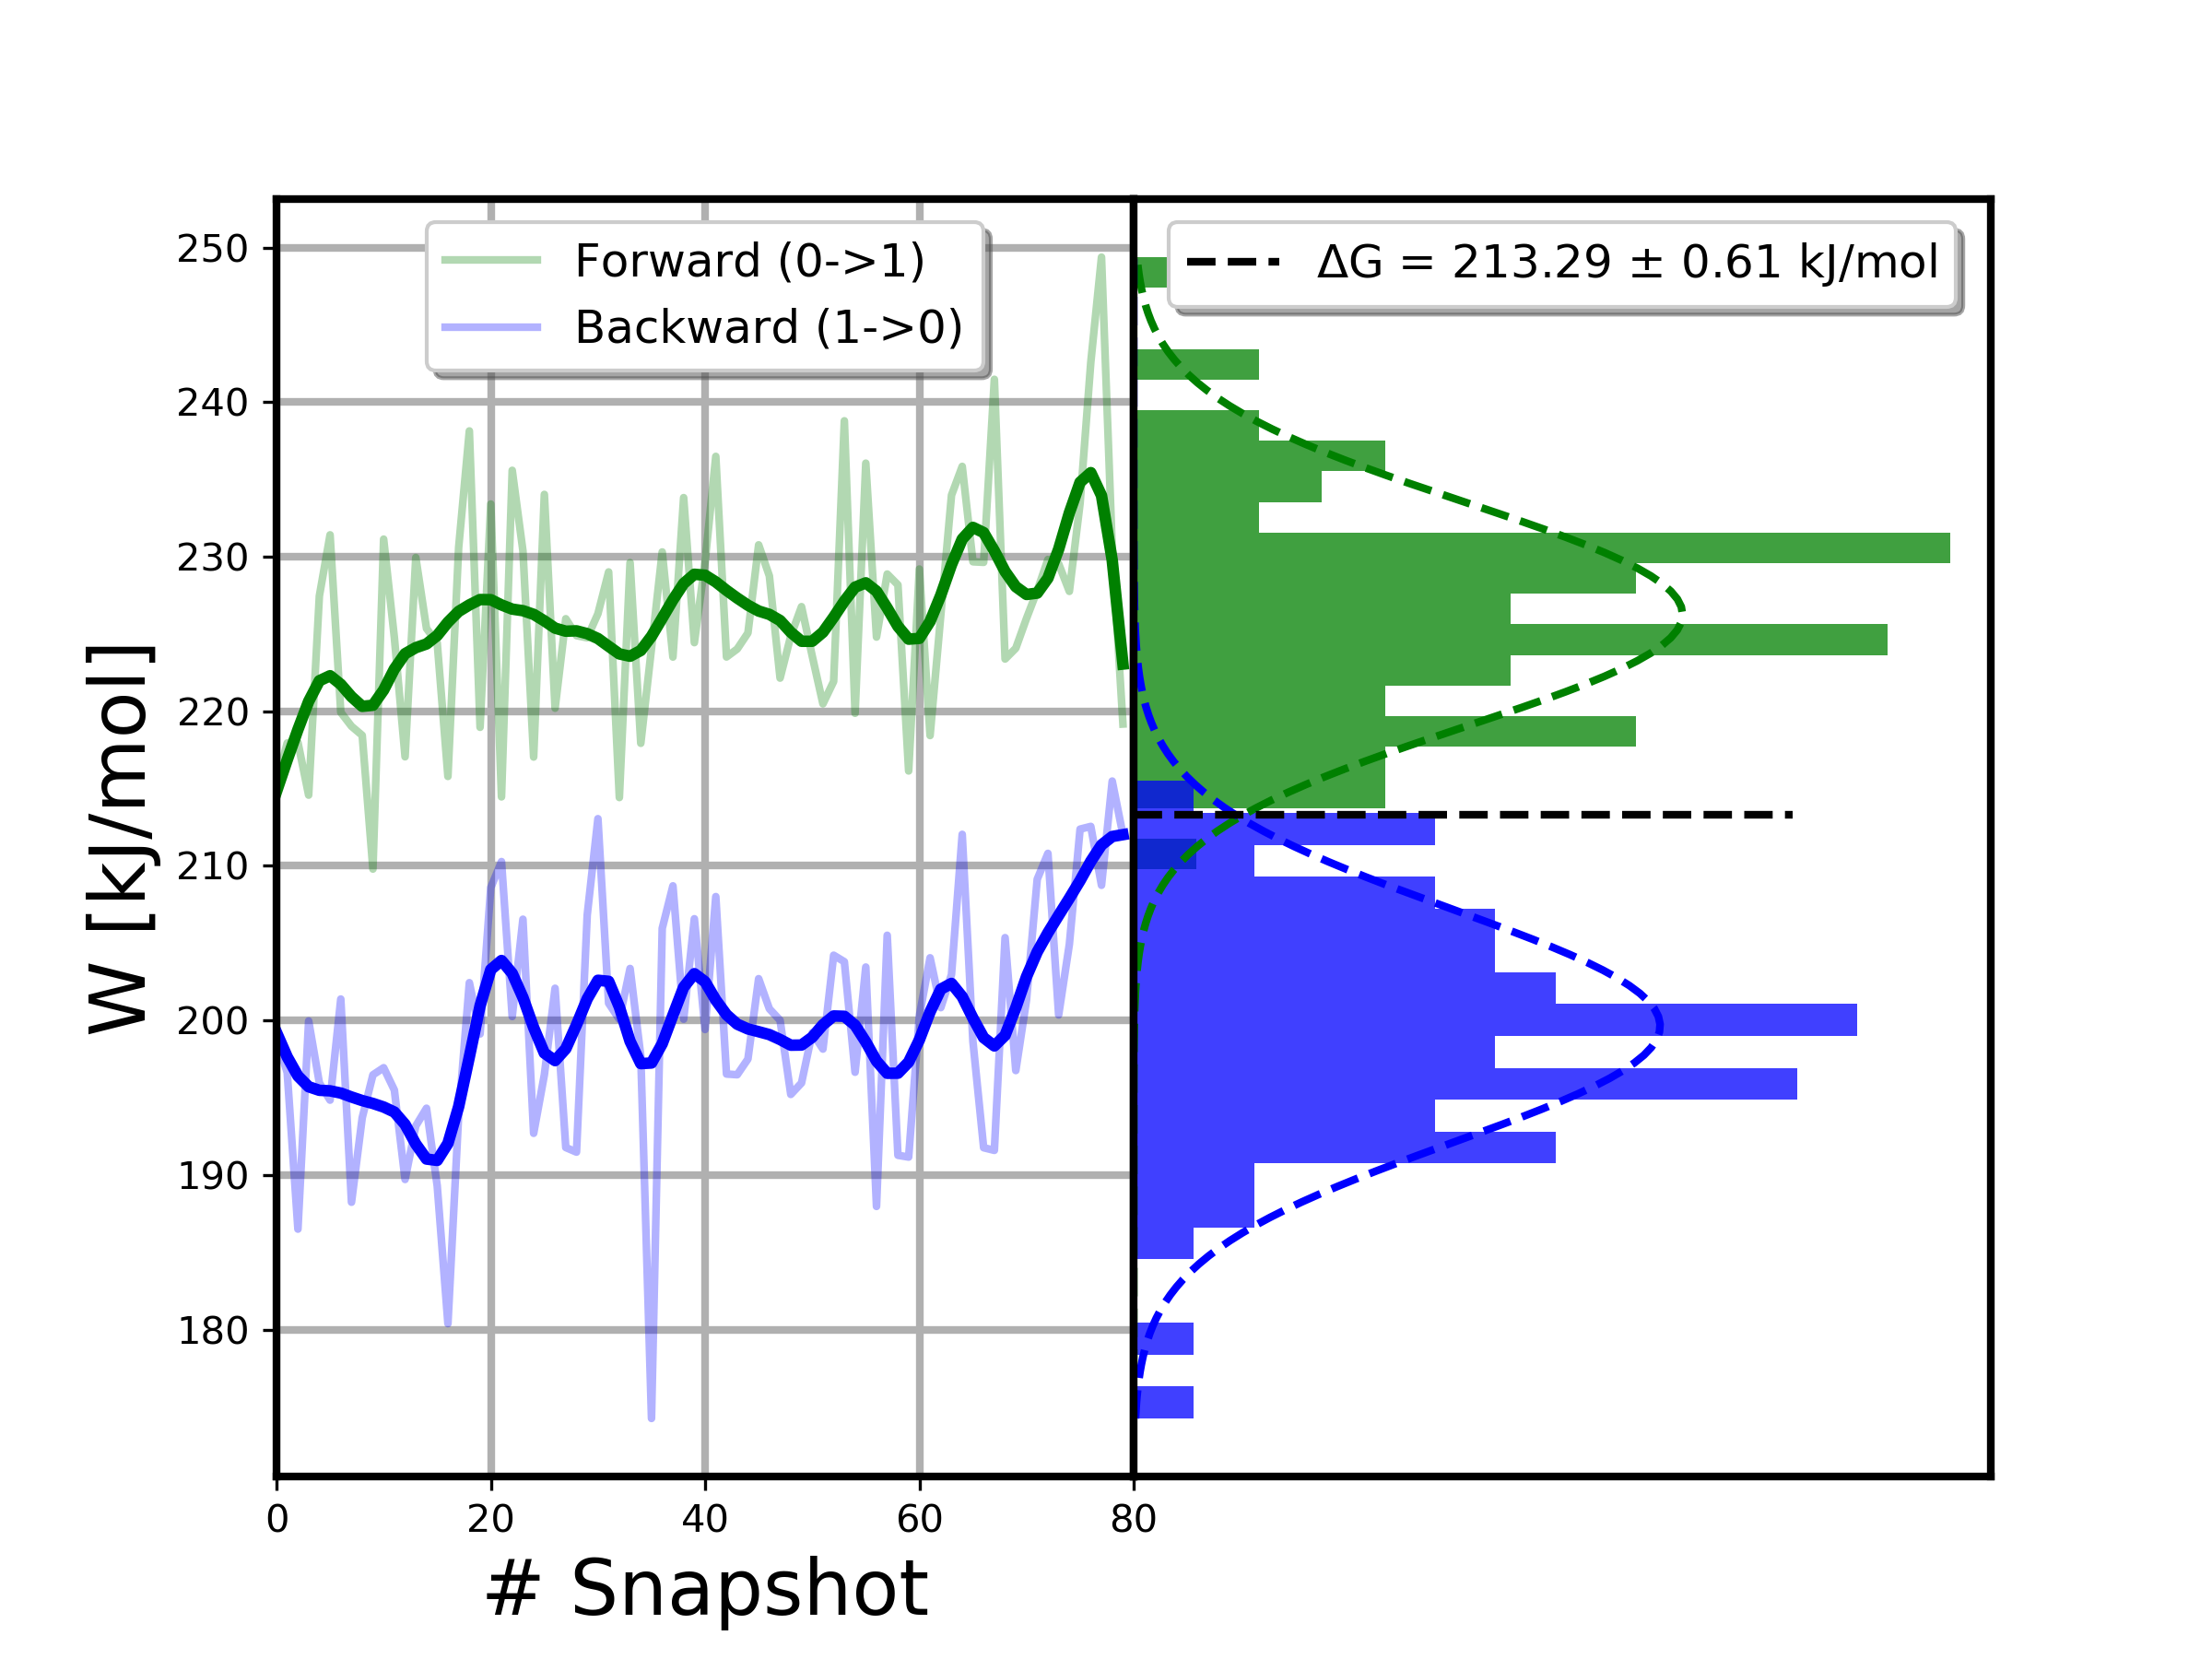 Forward (0->1)
Backward (1->0)
ΔG = 213.29 ± 0.61 kJ/mol
W [kJ/mol]
250
240
230
220
210
200
190
180
0 20 40 60 80
# Snapshot